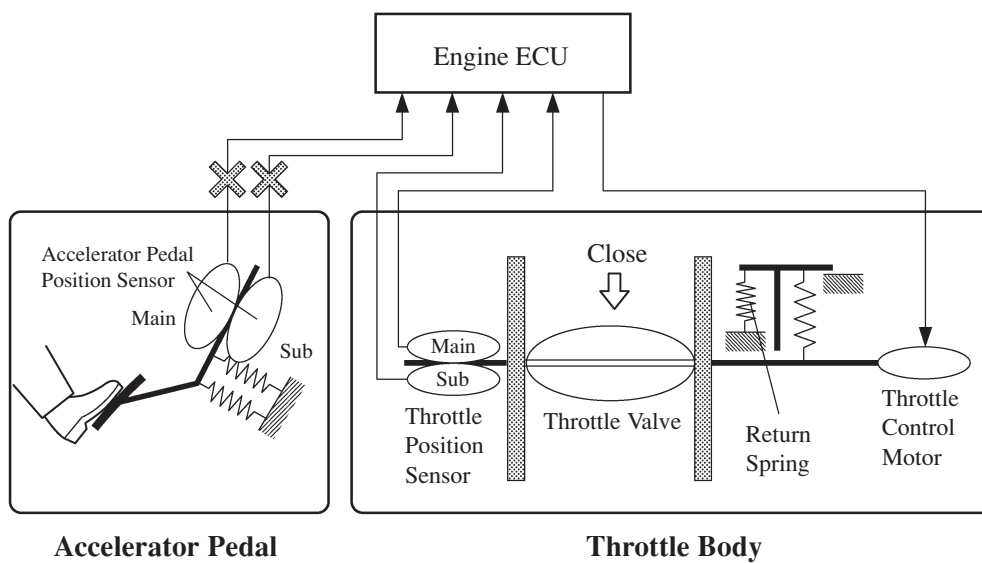 Engine ECU
Accelerator Pedal
Position Sensor
Main
Sub
Close
Main
Sub
Throttle
Position
Sensor
Throttle Valve
Return
Spring
Throttle
Control
Motor
Accelerator Pedal
Throttle Body